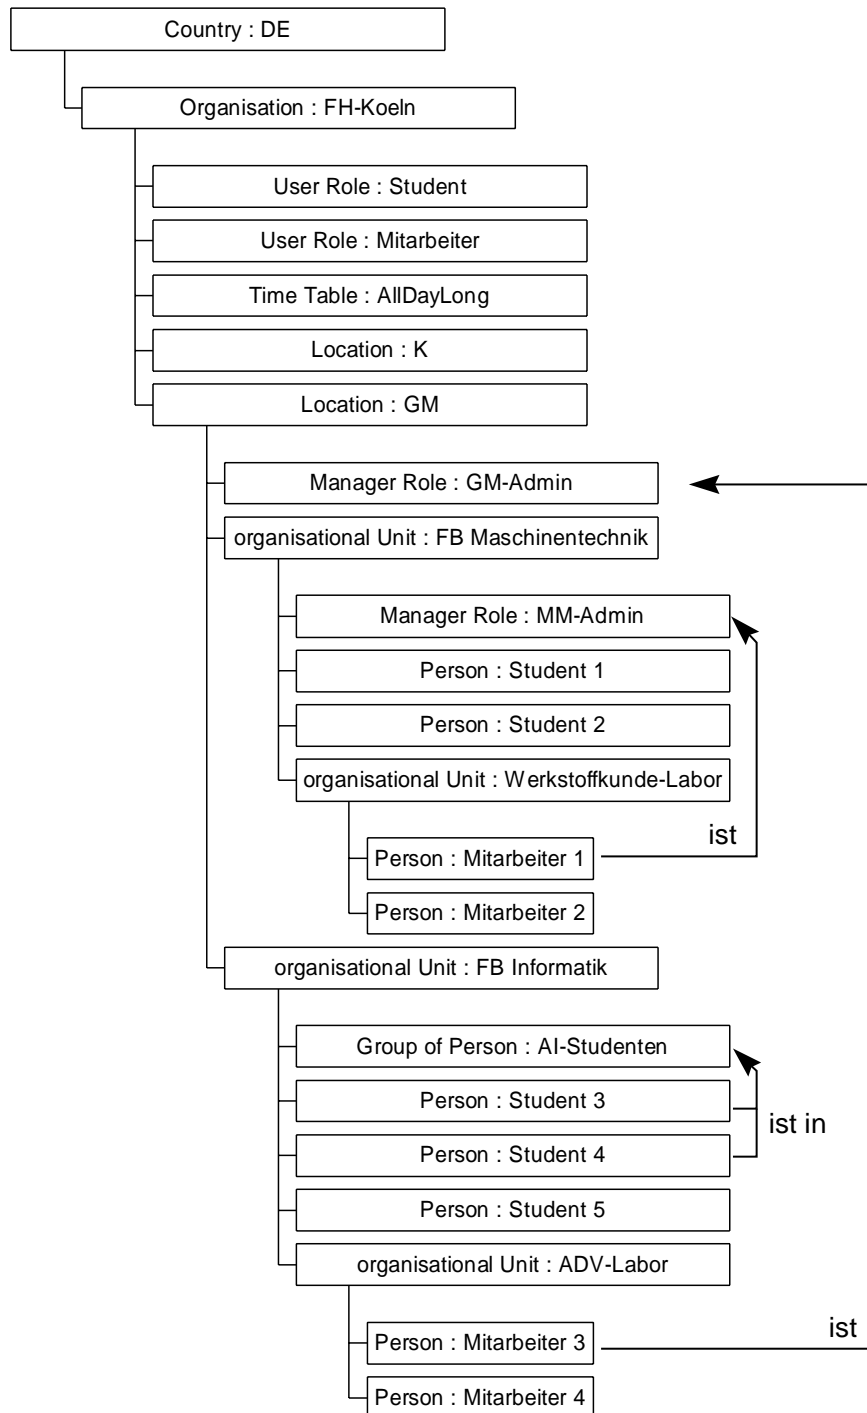 Country : DE
Organisation : FH-Koeln
User Role : Student
User Role : Mitarbeiter
Time Table : AllDayLong
Location : K
Location : GM
Manager Role : GM-Admin
organisational Unit : FB Maschinentechnik
Manager Role : MM-Admin
Person : Student 1
Person : Student 2
organisational Unit : Werkstoffkunde-Labor
ist
Person : Mitarbeiter 1
Person : Mitarbeiter 2
organisational Unit : FB Informatik
Group of Person : AI-Studenten
Person : Student 3
ist in
Person : Student 4
Person : Student 5
organisational Unit : ADV-Labor
ist
Person : Mitarbeiter 3
Person : Mitarbeiter 4